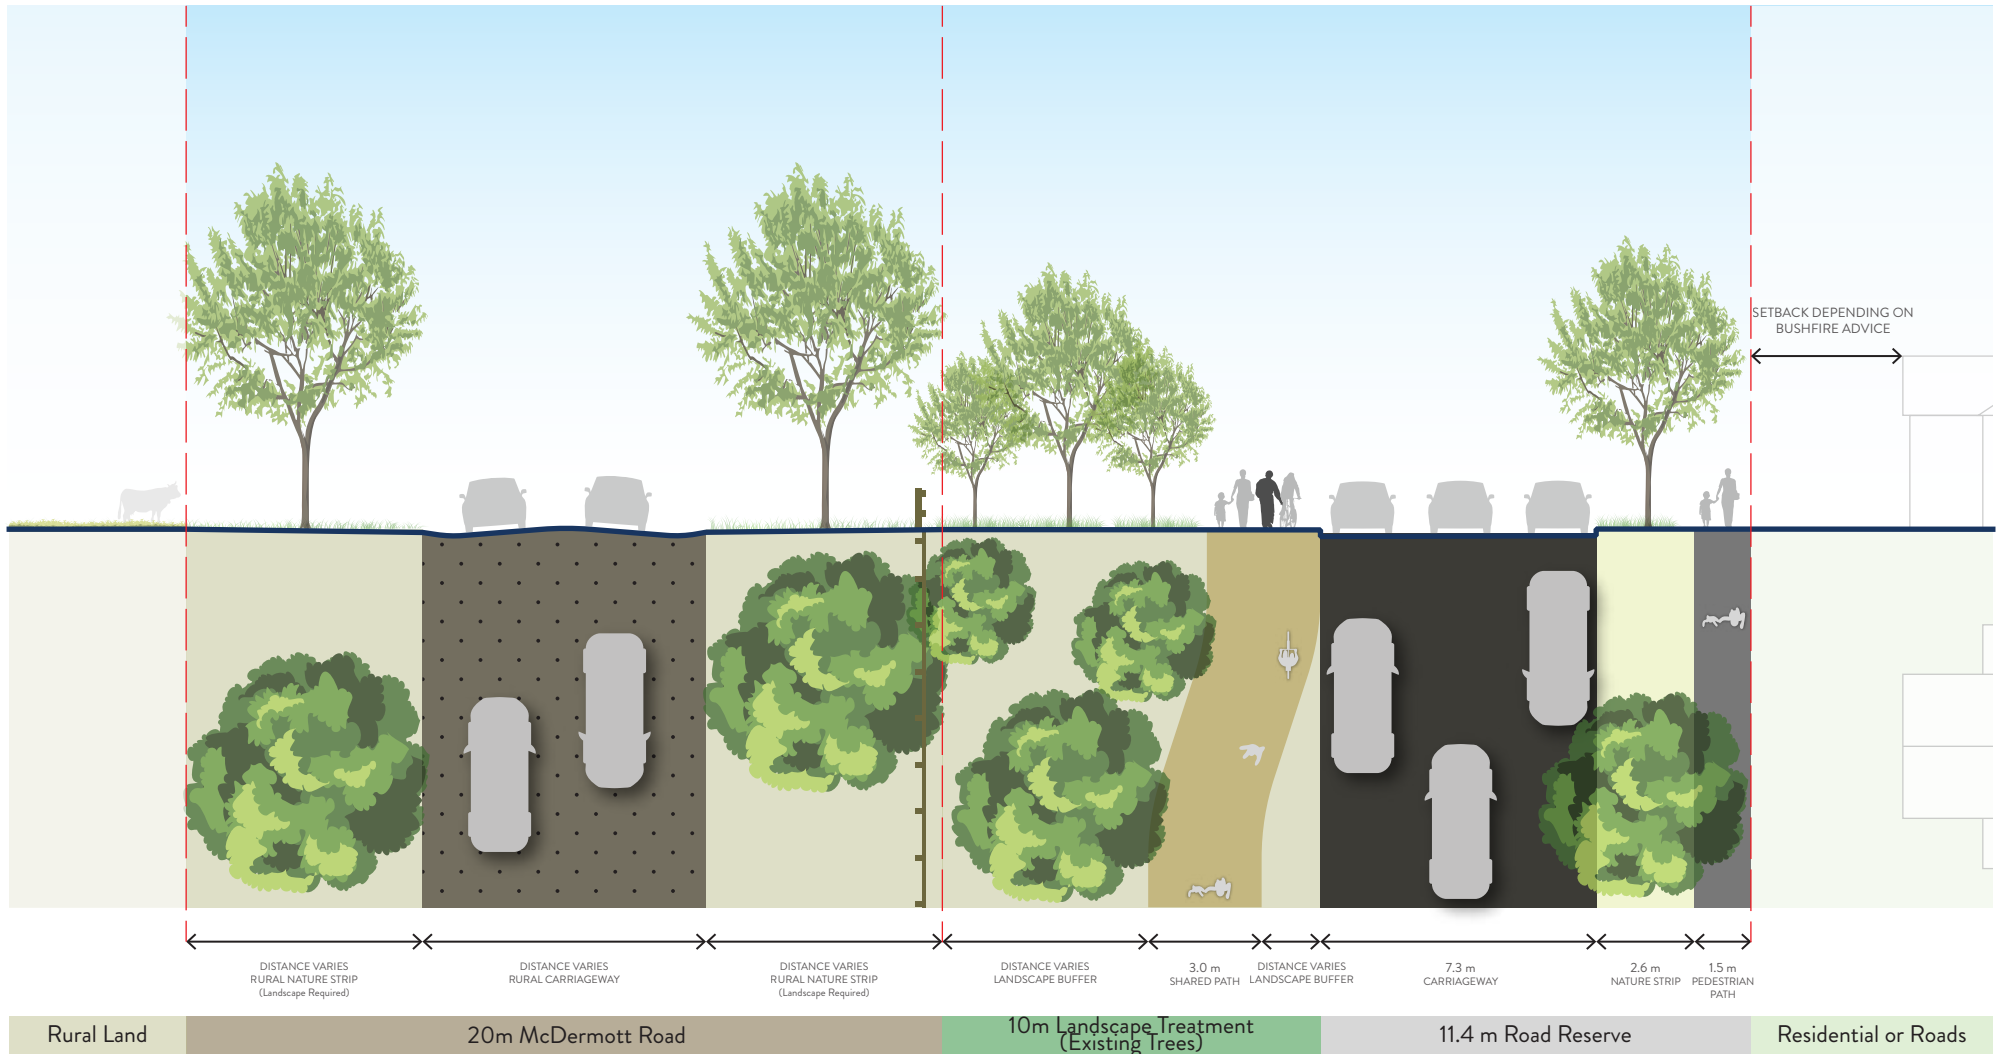 SETBACK DEPENDING ON
BUSHFIRE ADVICE
DISTANCE VARIES
RURAL NATURE STRIP
(Landscape Required)
DISTANCE VARIES
RURAL CARRIAGEWAY
DISTANCE VARIES
RURAL NATURE STRIP
(Landscape Required)
DISTANCE VARIES
LANDSCAPE BUFFER
3.0 m
SHARED PATH
DISTANCE VARIES
LANDSCAPE BUFFER
7.3 m
CARRIAGEWAY
2.6 m
NATURE STRIP
1.5 m
PEDESTRIAN
PATH
Rural Land
20m McDermott Road
10m Landscape Treatment
(Existing Trees)
11.4 m Road Reserve
Residential or Roads